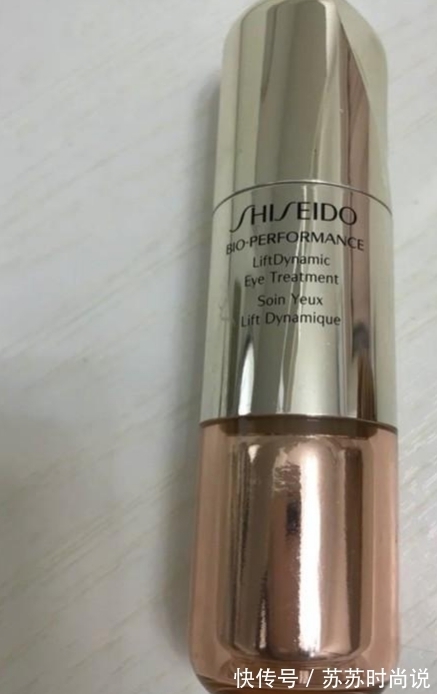 SHISEIDO
BIO-PERFORMANCE
LiftDynamic
Eye Treatment
Soin Yeux
Lift Dynamique
快传号 / 苏苏时尚说